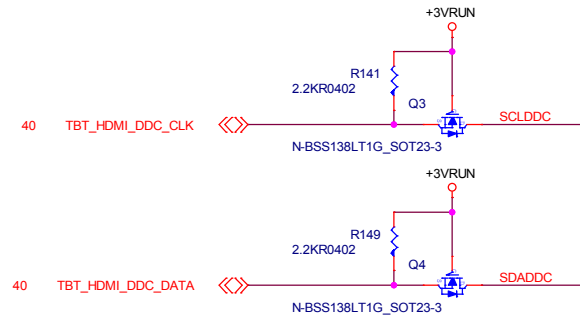 +3VRUN
R141
2.2KR0402
Q3
40 TBT_HDMI_DDC_CLK
SCLDDC
N-BSS138LT1G_SOT23-3
+3VRUN
R149
2.2KR0402
Q4
40 TBT_HDMI_DDC_DATA
SDADDC
N-BSS138LT1G_SOT23-3